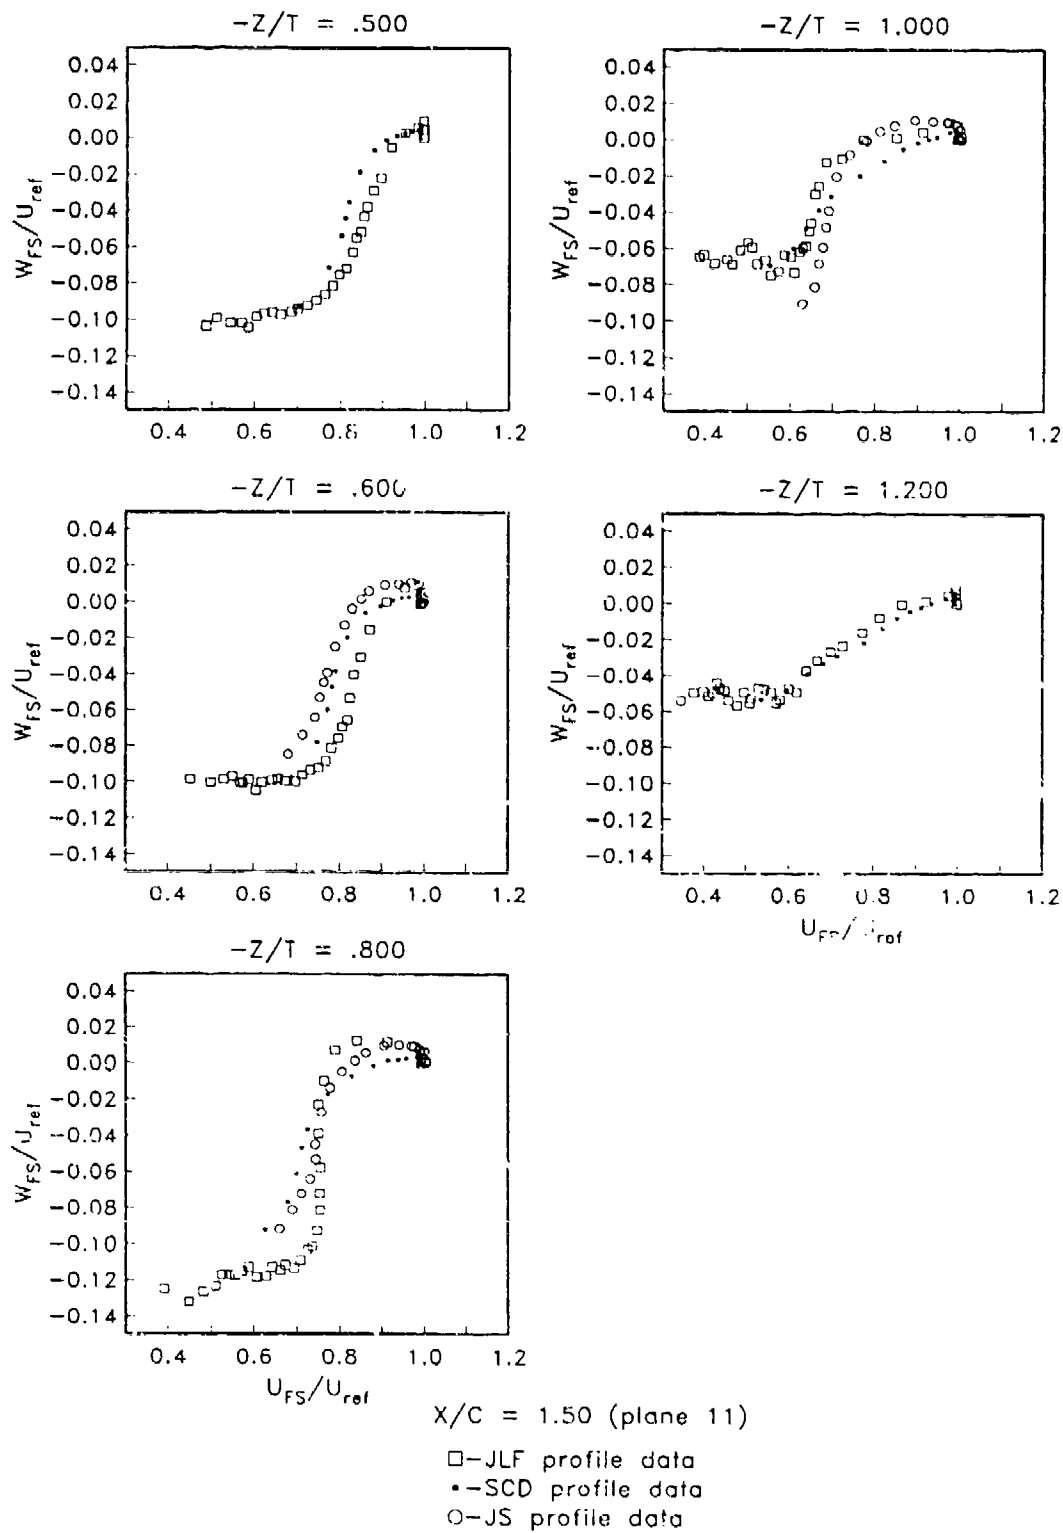 -Z/T = .500
0.04
0.02
0.00
-0.02
-0.04
-0.06
-0.08
-0.10
-0.12
-0.14
W_FS/U_ref
0.4 0.6 0.8 1.0 1.2
-Z/T = 1.000
0.04
0.02
0.00
-0.02
-0.04
-0.06
-0.08
-0.10
-0.12
-0.14
W_FS/U_ref
0.4 0.6 0.8 1.0 1.2
-Z/T = .600
0.04
0.02
0.00
-0.02
-0.04
-0.06
-0.08
-0.10
-0.12
-0.14
W_FS/U_ref
0.4 0.6 0.8 1.0 1.2
-Z/T = 1.200
0.04
0.02
0.00
-0.02
-0.04
-0.06
-0.08
-0.10
-0.12
-0.14
W_FS/U_ref
0.4 0.6 0.8 1.0 1.2
-Z/T = .800
0.04
0.02
0.00
-0.02
-0.04
-0.06
-0.08
-0.10
-0.12
-0.14
W_FS/U_ref
0.4 0.6 0.8 1.0 1.2
U_FS/U_ref
X/C = 1.50 (plane 11)
□-JLF profile data
•-SCD profile data
○-JS profile data